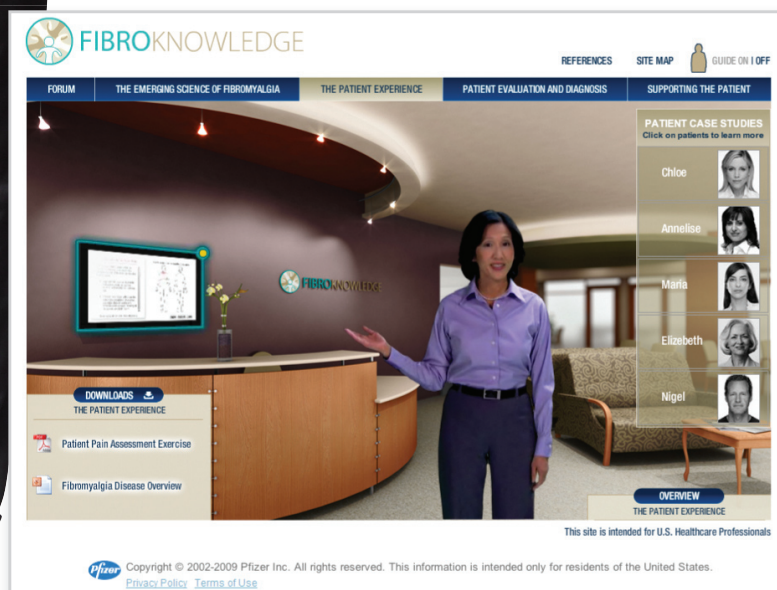 FIBROKNOWLEDGE
REFERENCES SITE MAP GUIDE ON | OFF
FORUM THE EMERGING SCIENCE OF FIBROMYALGIA THE PATIENT EXPERIENCE PATIENT EVALUATION AND DIAGNOSIS SUPPORTING THE PATIENT
PATIENT CASE STUDIES
Click on patients to learn more
Chloe
Annelise
Maria
Elizebeth
Nigel
FIBROKNOWLEDGE
DOWNLOADS
THE PATIENT EXPERIENCE
Patient Pain Assessment Exercise
Fibromyalgia Disease Overview
OVERVIEW
THE PATIENT EXPERIENCE
This site is intended for U.S. Healthcare Professionals
Pfizer Copyright © 2002-2009 Pfizer Inc. All rights reserved. This information is intended only for residents of the United States.
Privacy Policy Terms of Use